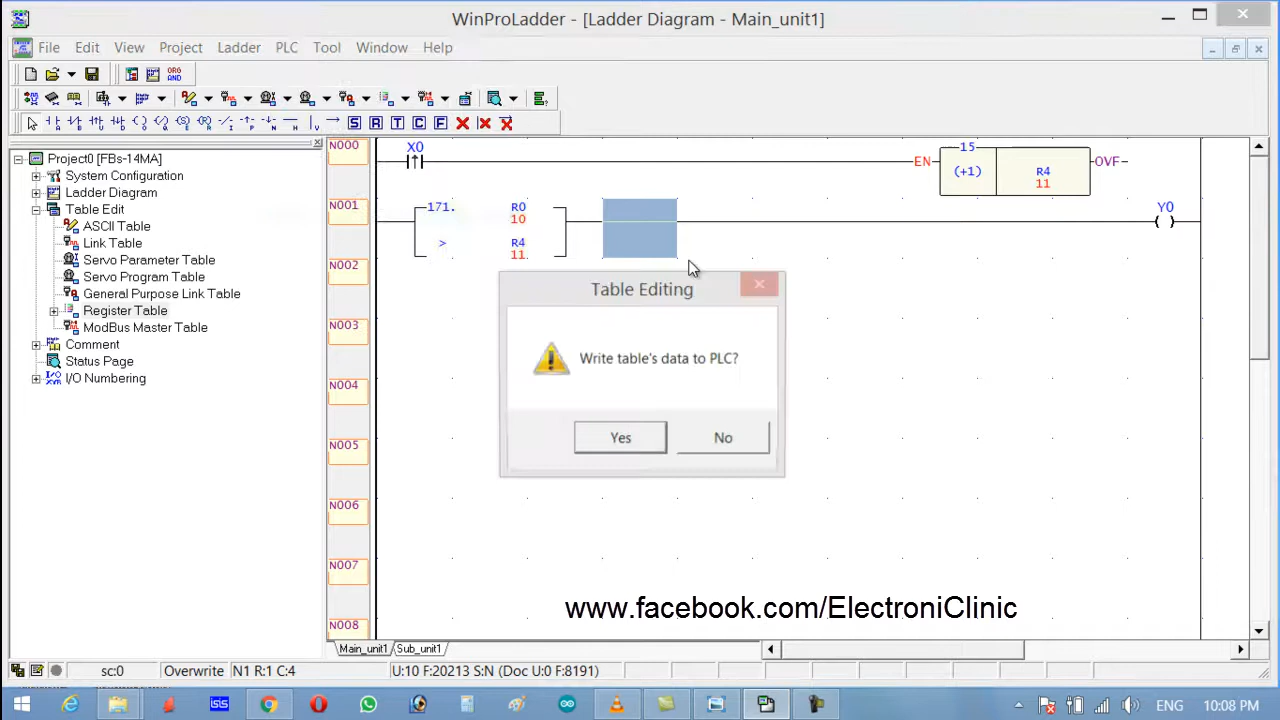 WinProLadder - [Ladder Diagram - Main_unit1]
File Edit View Project Ladder PLC Tool Window Help
ORG
AND
A B U D O Q S R I P N H V S R T C F
Project0 [FBs-14MA]
System Configuration
Ladder Diagram
Table Edit
ASCII Table
Link Table
Servo Parameter Table
Servo Program Table
General Purpose Link Table
Register Table
ModBus Master Table
Comment
Status Page
I/O Numbering
N000
X0
EN
15
(+1)
R4
11
OVF
N001
171.
R0
10
>
R4
11
Y0
N002
N003
N004
N005
N006
N007
N008
Table Editing
Write table's data to PLC?
Yes No
www.facebook.com/ElectroniClinic
Main_unit1 Sub_unit1
sc:0 Overwrite N1 R:1 C:4 U:10 F:20213 S:N (Doc U:0 F:8191)
ISIS
ENG 10:08 PM